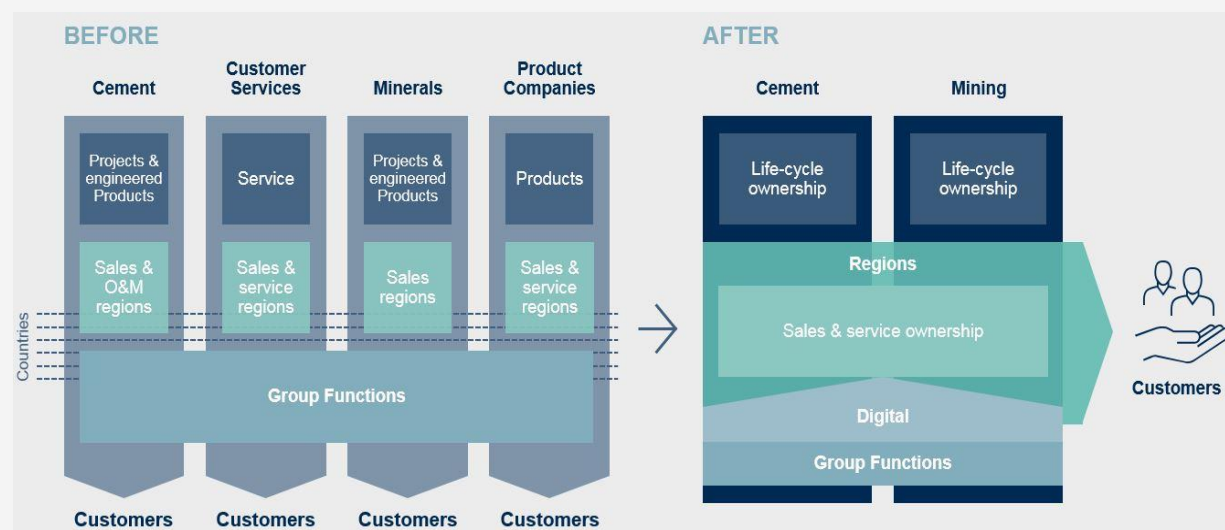 BEFORE
Cement
Customer
Services
Minerals
Product
Companies
Projects &
engineered
Products
Service
Projects &
engineered
Products
Products
Sales &
O&M
regions
Sales &
service
regions
Sales
regions
Sales &
service
regions
Countries
Group Functions
Customers
Customers
Customers
Customers
AFTER
Cement
Mining
Life-cycle
ownership
Life-cycle
ownership
Regions
Sales & service ownership
Digital
Group Functions
Customers